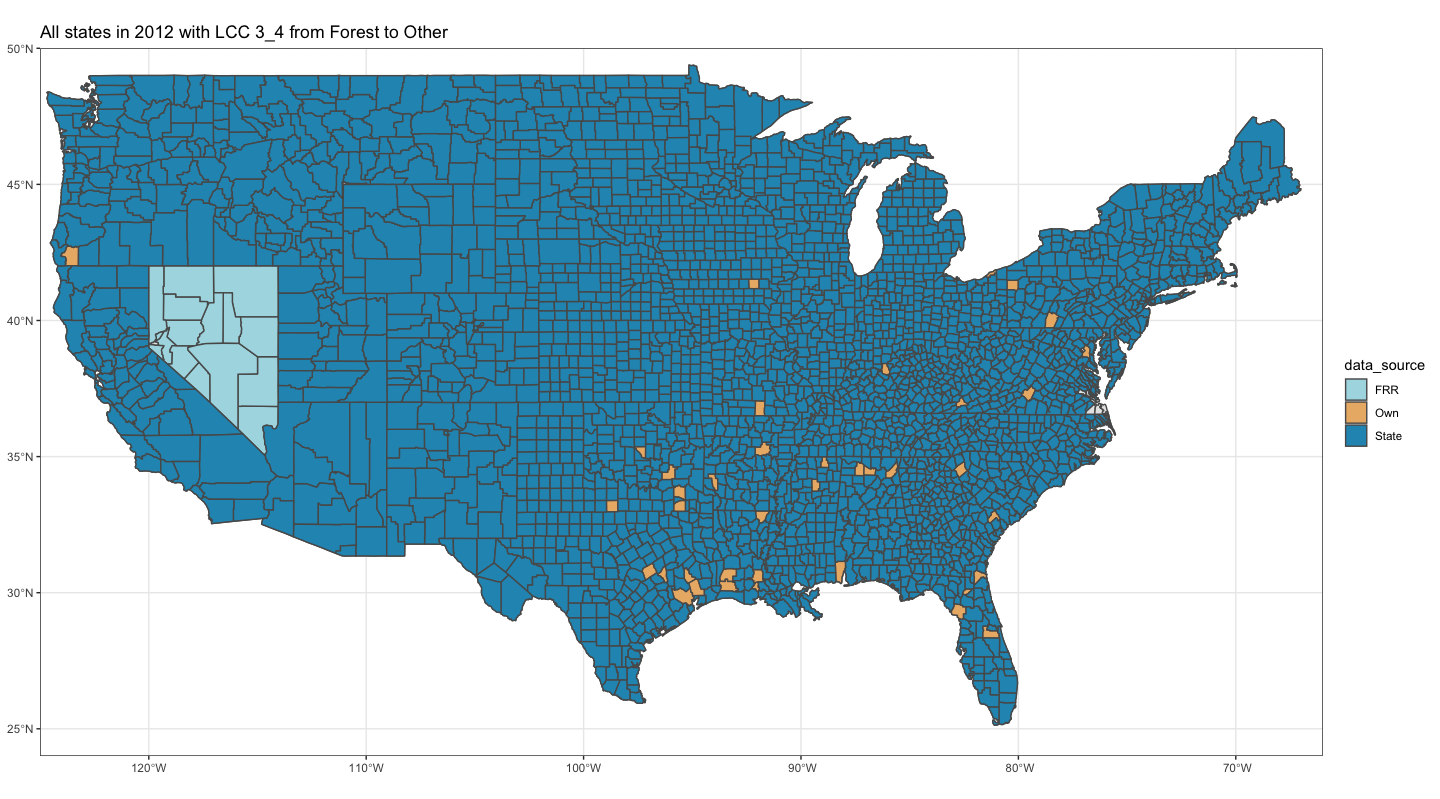 All states in 2012 with LCC 3_4 from Forest to Other
50°N
45°N
40°N
35°N
30°N
25°N
120°W
110°W
100°W
90°W
80°W
70°W
data_source
FRR
Own
State